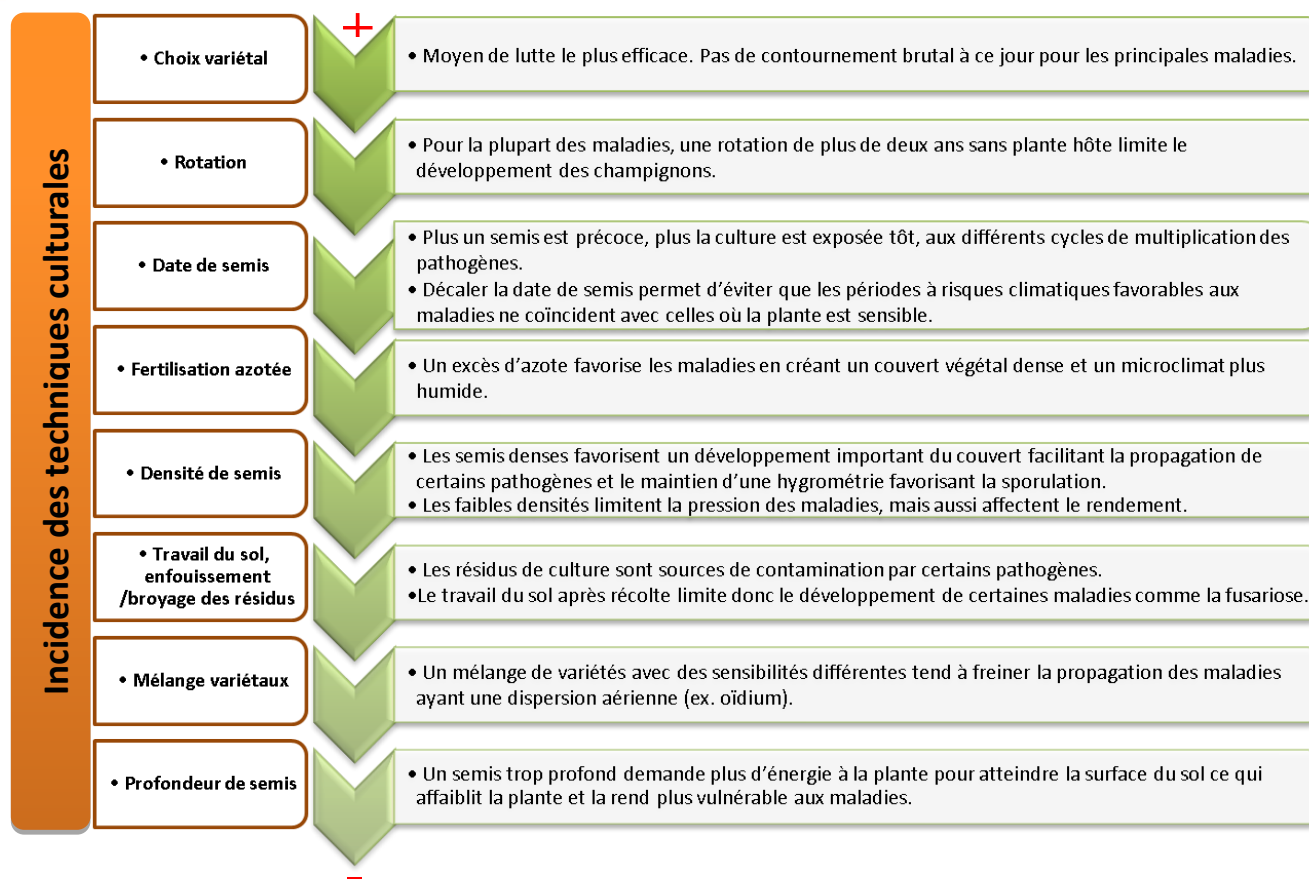 Incidence des techniques culturales
+
• Choix variétal
• Moyen de lutte le plus efficace. Pas de contournement brutal à ce jour pour les principales maladies.
• Rotation
• Pour la plupart des maladies, une rotation de plus de deux ans sans plante hôte limite le
développement des champignons.
• Date de semis
• Plus un semis est précoce, plus la culture est exposée tôt, aux différents cycles de multiplication des
pathogènes.
• Décaler la date de semis permet d’éviter que les périodes à risques climatiques favorables aux
maladies ne coïncident avec celles où la plante est sensible.
• Fertilisation azotée
• Un excès d’azote favorise les maladies en créant un couvert végétal dense et un microclimat plus
humide.
• Densité de semis
• Les semis denses favorisent un développement important du couvert facilitant la propagation de
certains pathogènes et le maintien d’une hygrométrie favorisant la sporulation.
• Les faibles densités limitent la pression des maladies, mais aussi affectent le rendement.
• Travail du sol,
enfouissement
/broyage des résidus
• Les résidus de culture sont sources de contamination par certains pathogènes.
•Le travail du sol après récolte limite donc le développement de certaines maladies comme la fusariose.
• Mélange variétaux
• Un mélange de variétés avec des sensibilités différentes tend à freiner la propagation des maladies
ayant une dispersion aérienne (ex. oïdium).
• Profondeur de semis
• Un semis trop profond demande plus d’énergie à la plante pour atteindre la surface du sol ce qui
affaiblit la plante et la rend plus vulnérable aux maladies.
-